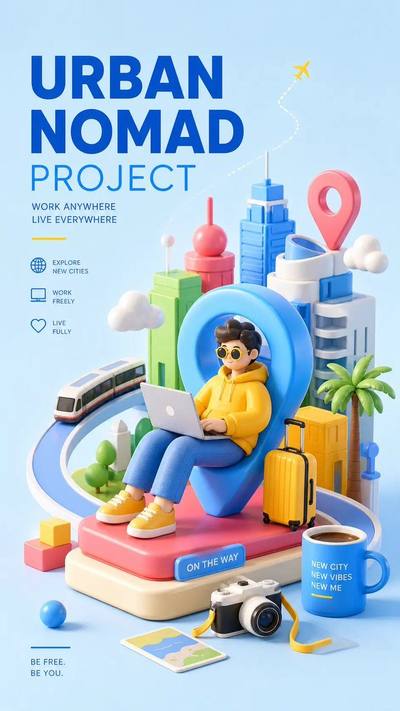 URBAN
NOMAD
PROJECT
WORK ANYWHERE
LIVE EVERYWHERE
EXPLORE
NEW CITIES
WORK
FREELY
LIVE
FULLY
ON THE WAY
NEW CITY
NEW VIBES
NEW ME
BE FREE.
BE YOU.